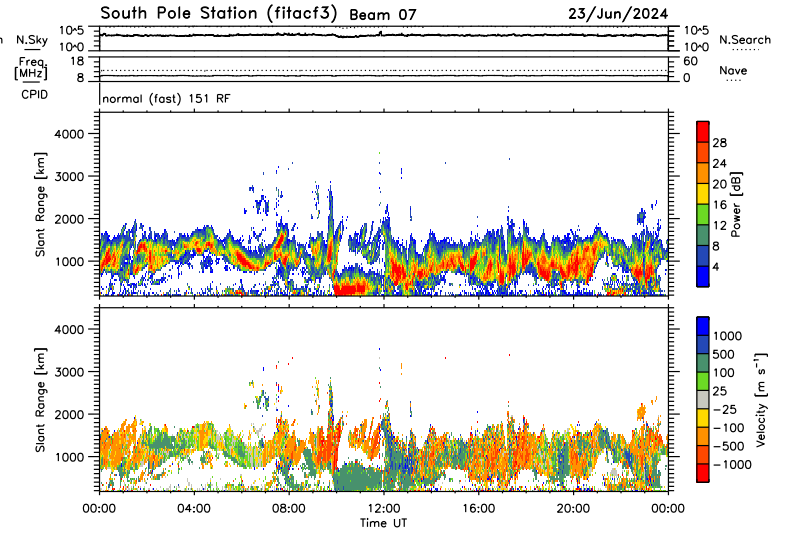 South Pole Station (fitacf3) Beam 07 23/Jun/2024
n N.Sky 10^5 10^0 10^5 10^0 N.Search
Freq. [MHz] 18 8 60 0 Nave
CPID normal (fast) 151 RF
Slant Range [km]
4000
3000
2000
1000
28
24
20
16
12
8
4
Power [dB]
Slant Range [km]
4000
3000
2000
1000
1000
500
100
25
-25
-100
-500
-1000
Velocity [m s⁻¹]
00:00 04:00 08:00 12:00 16:00 20:00 00:00
Time UT